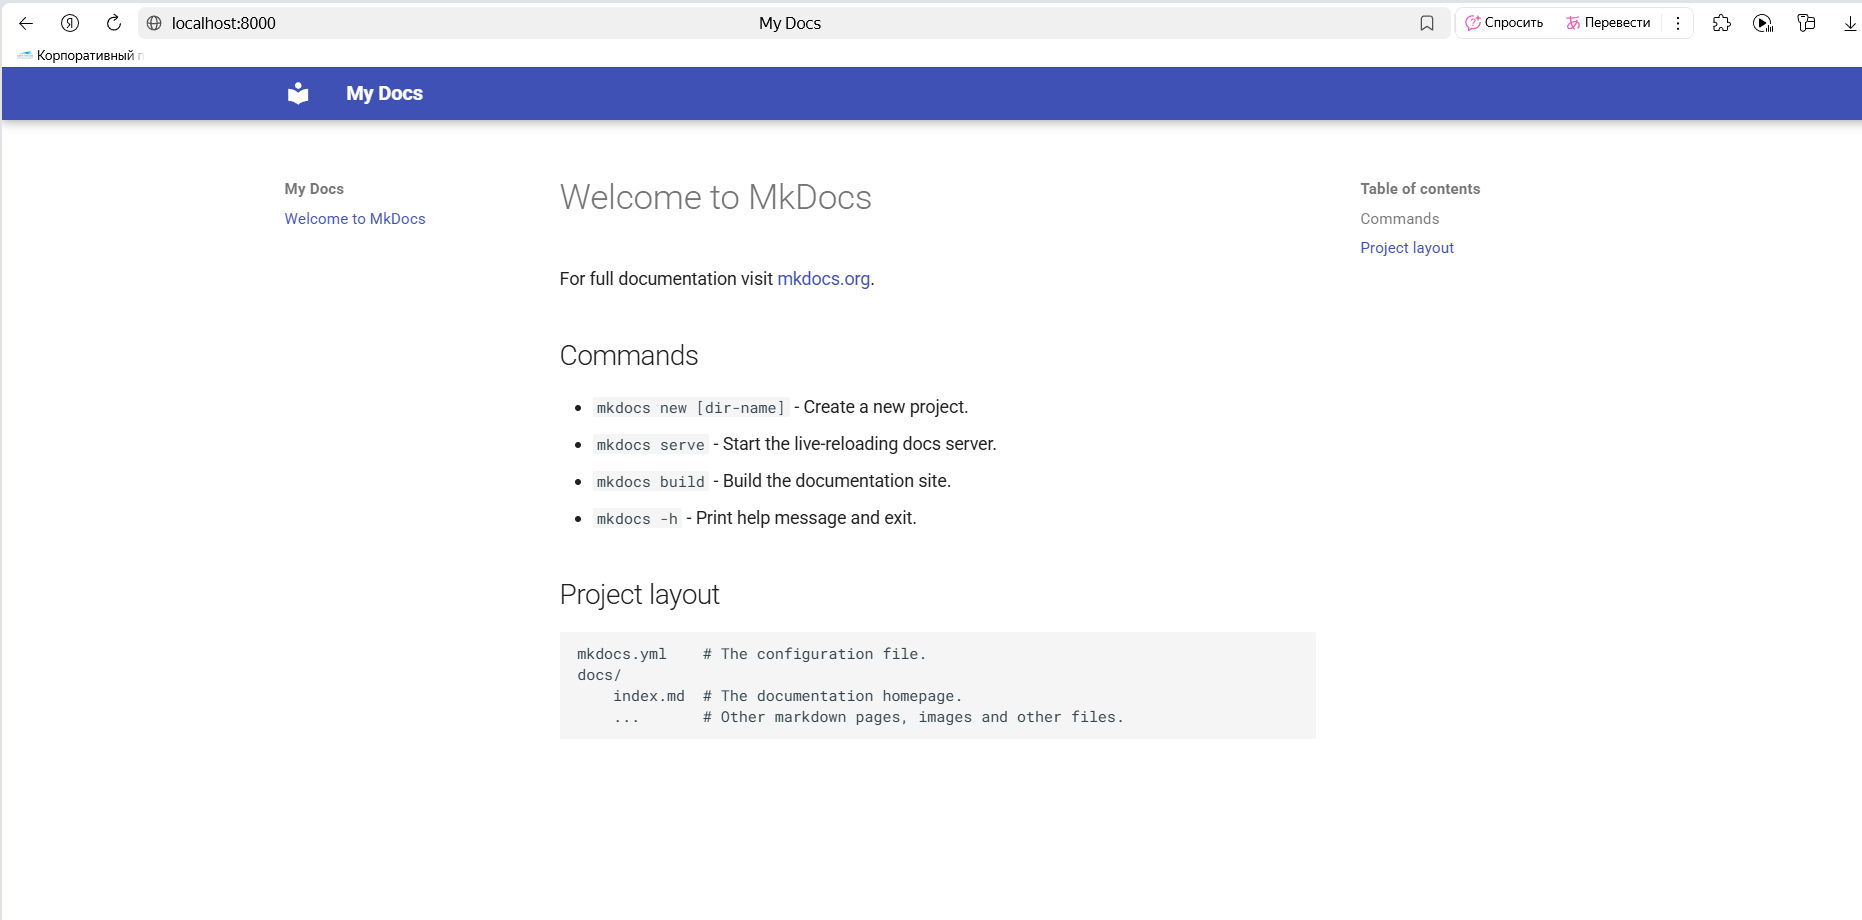 localhost:8000
My Docs
Спросить
Перевести
Корпоративный п
My Docs
My Docs
Welcome to MkDocs
Welcome to MkDocs
For full documentation visit mkdocs.org.
Commands
mkdocs new [dir-name] - Create a new project.
mkdocs serve - Start the live-reloading docs server.
mkdocs build - Build the documentation site.
mkdocs -h - Print help message and exit.
Project layout
mkdocs.yml    # The configuration file.
docs/
    index.md  # The documentation homepage.
    ...       # Other markdown pages, images and other files.
Table of contents
Commands
Project layout